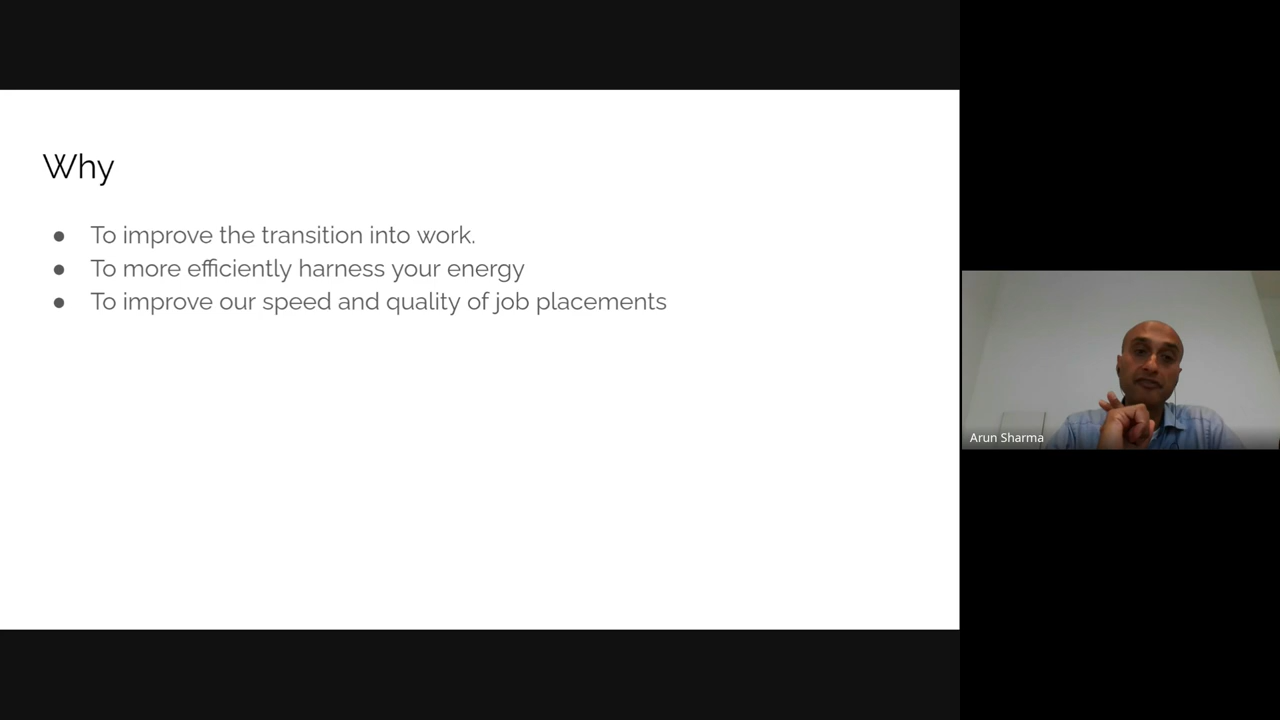 Why
● To improve the transition into work.
● To more efficiently harness your energy
● To improve our speed and quality of job placements
Arun Sharma